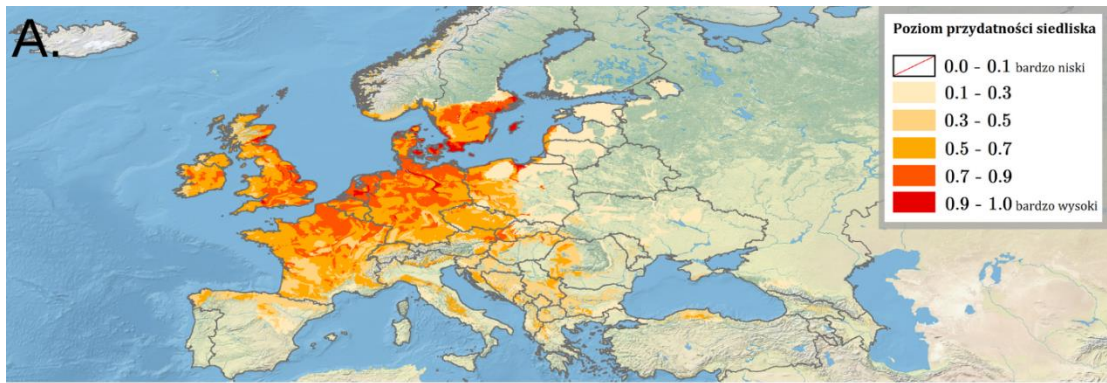 A.
Poziom przydatności siedliska
0.0 - 0.1 bardzo niski
0.1 - 0.3
0.3 - 0.5
0.5 - 0.7
0.7 - 0.9
0.9 - 1.0 bardzo wysoki